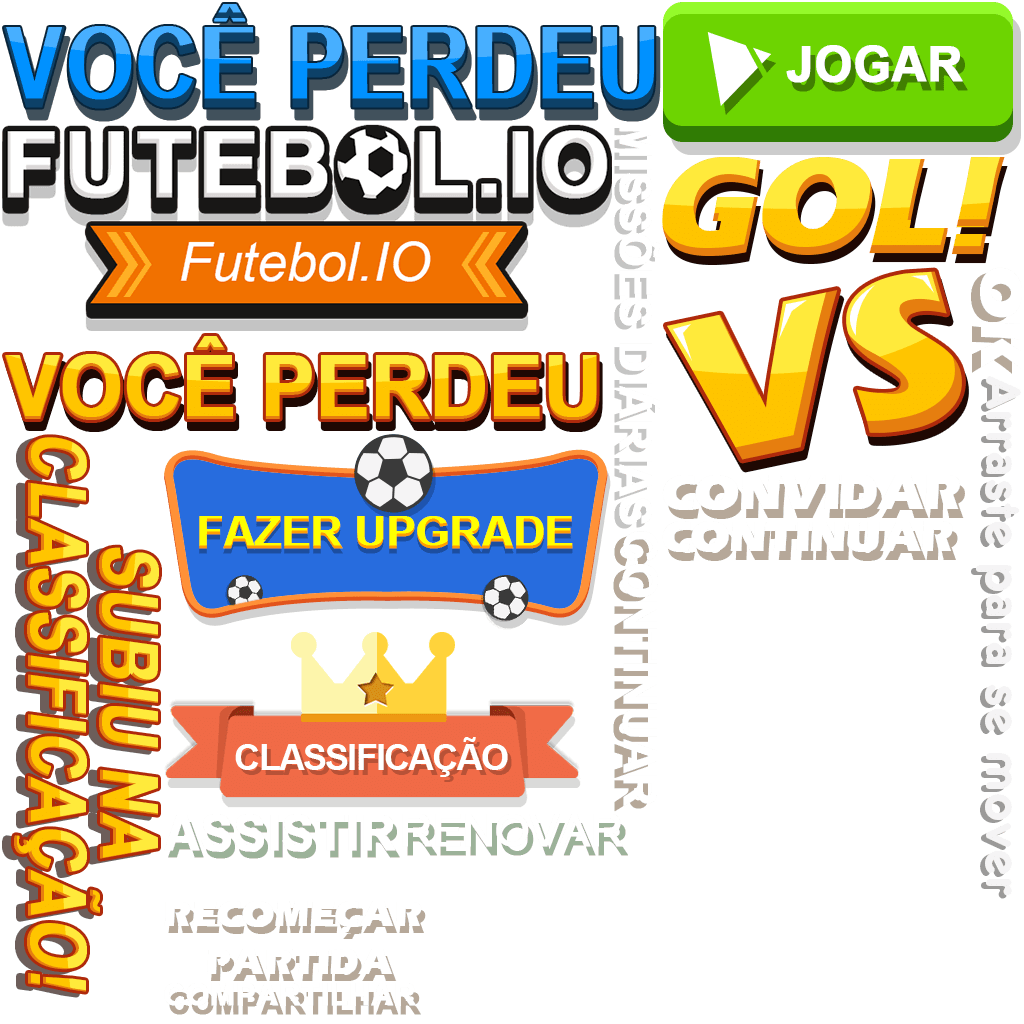 VOCÊ PERDEU
JOGAR
FUTEBOL.IO
GOL!
Futebol.IO
MISSÕES DIÁRIAS
VS
OK
VOCÊ PERDEU
Arraste para se mover
CLASSIFICAÇÃO!
SUBIU NA
FAZER UPGRADE
CONVIDAR
CONTINUAR
CONTINUAR
CLASSIFICAÇÃO
ASSISTIR
RENOVAR
RECOMEÇAR
PARTIDA
COMPARTILHAR